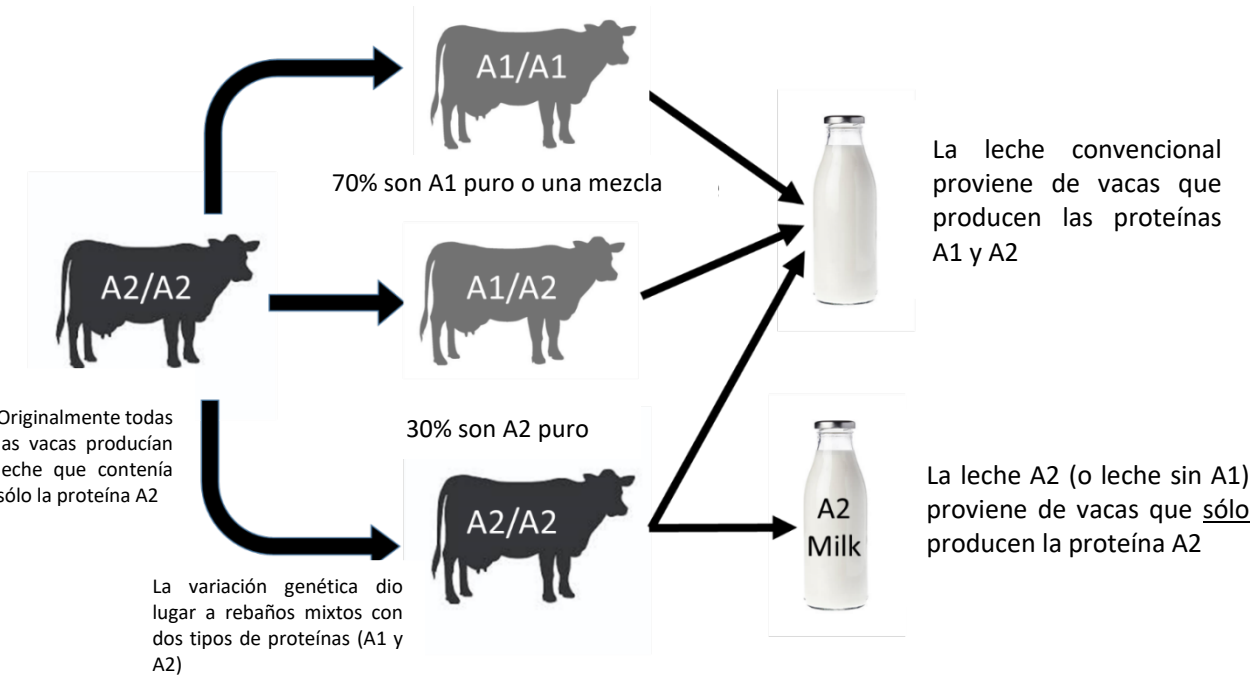 A1/A1
70% son A1 puro o una mezcla
La leche convencional
proviene de vacas que
producen las proteínas
A1 y A2
A2/A2
A1/A2
Originalmente todas
las vacas producían
leche que contenía
sólo la proteína A2
30% son A2 puro
A2/A2
A2
Milk
La leche A2 (o leche sin A1)
proviene de vacas que sólo
producen la proteína A2
La variación genética dio
lugar a rebaños mixtos con
dos tipos de proteínas (A1 y
A2)